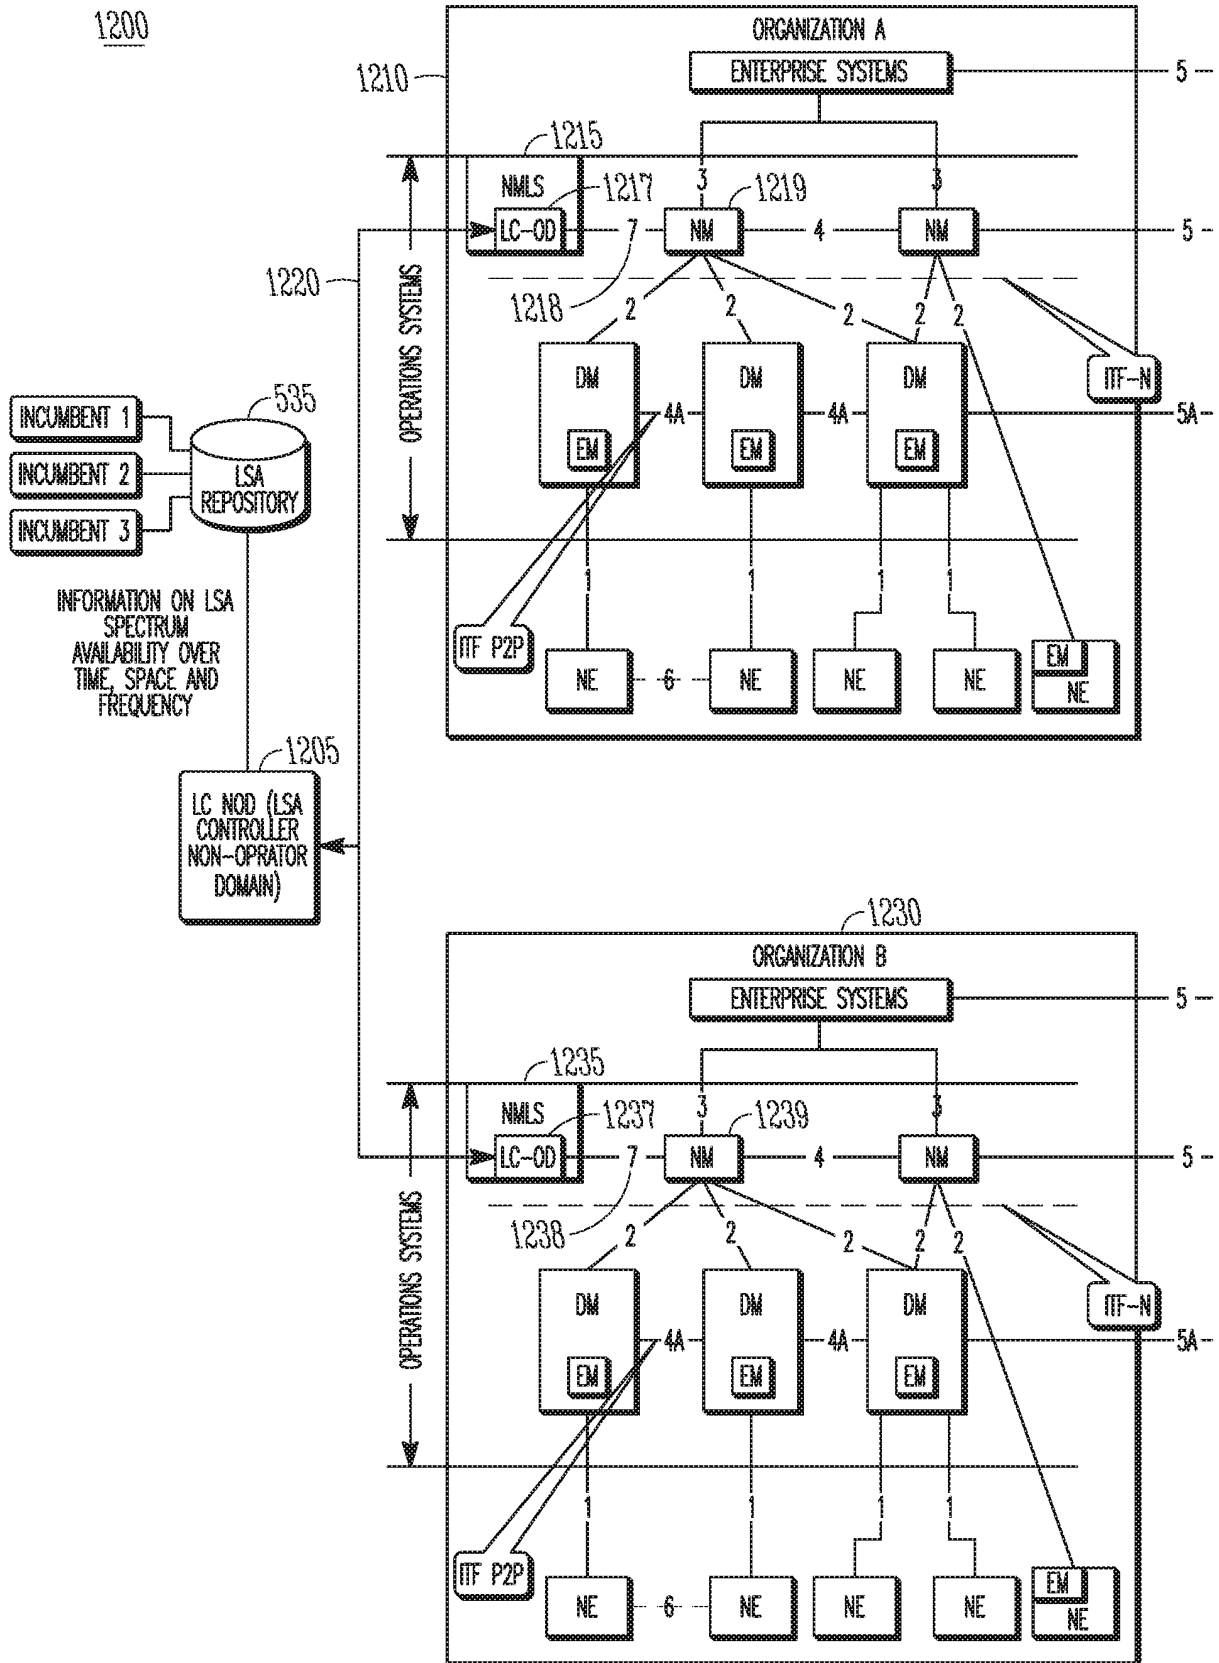 1200
ORGANIZATION A
1210
ENTERPRISE SYSTEMS
5
1215
NMLS
1217
3
1219
3
LC-OD
7
NM
4
NM
5
1220
1218
OPERATIONS SYSTEMS
2
2
2
2
2
DM
DM
DM
ITF-N
4A
4A
5A
EM
EM
EM
535
INCUMBENT 1
INCUMBENT 2
INCUMBENT 3
LSA
REPOSITORY
1
1
1
1
INFORMATION ON LSA
SPECTRUM
AVAILABILITY OVER
TIME, SPACE AND
FREQUENCY
ITF P2P
NE
6
NE
NE
NE
EM
NE
1205
LC NOD (LSA
CONTROLLER
NON-OPRATOR
DOMAIN)
1230
ORGANIZATION B
ENTERPRISE SYSTEMS
5
1235
NMLS
1237
3
1239
3
LC-OD
7
NM
4
NM
5
1238
OPERATIONS SYSTEMS
2
2
2
2
2
DM
DM
DM
ITF-N
4A
4A
5A
EM
EM
EM
1
1
1
1
ITF P2P
NE
6
NE
NE
NE
EM
NE